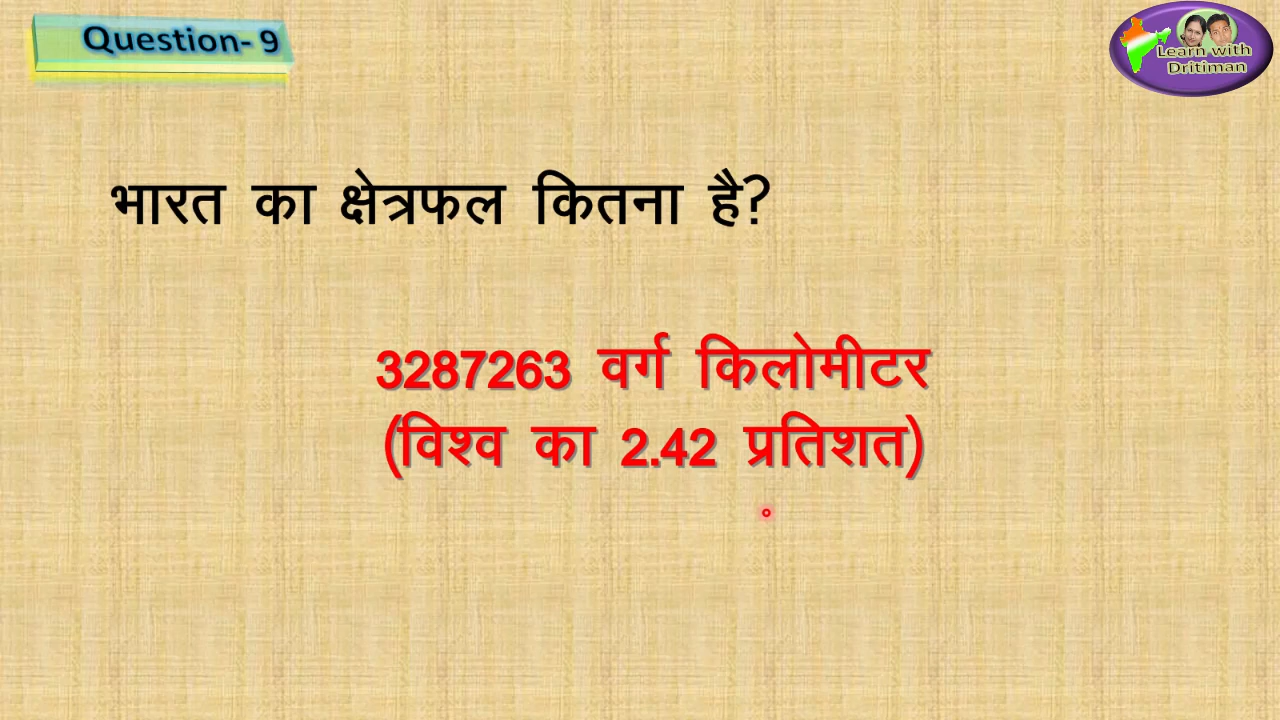 Question- 9
Learn with
Dritiman
भारत का क्षेत्रफल कितना है?
3287263 वर्ग किलोमीटर
(विश्व का 2.42 प्रतिशत)